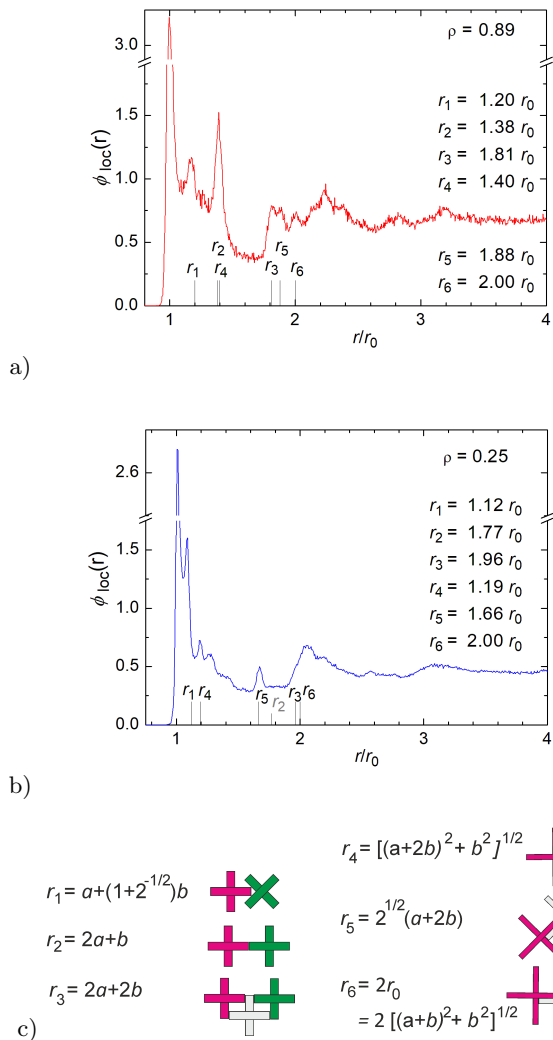 ρ = 0.89
3.0
1.5
1.0
0.5
0.0
ϕ loc(r)
r1 = 1.20 r0
r2 = 1.38 r0
r3 = 1.81 r0
r4 = 1.40 r0
r5 = 1.88 r0
r6 = 2.00 r0
r2 r5
r1 r4 r3 r6
1 2 3 4
r/r0
a)
ρ = 0.25
2.6
1.5
1.0
0.5
0.0
ϕ loc(r)
r1 = 1.12 r0
r2 = 1.77 r0
r3 = 1.96 r0
r4 = 1.19 r0
r5 = 1.66 r0
r6 = 2.00 r0
r1 r4 r5 r2 r3 r6
1 2 3 4
r/r0
b)
r1 = a+(1+2^-1/2)b
r2 = 2a+b
r3 = 2a+2b
r4 = [(a+2b)^2 + b^2]^1/2
r5 = 2^1/2(a+2b)
r6 = 2r0
= 2 [(a+b)^2 + b^2]^1/2
c)